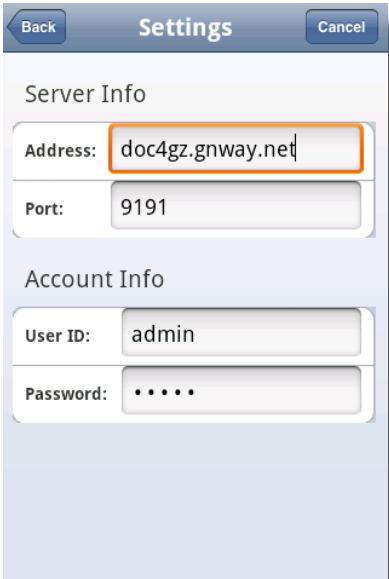 Back Settings Cancel
Server Info
Address: doc4gz.gnway.net
Port: 9191
Account Info
User ID: admin
Password: •••••